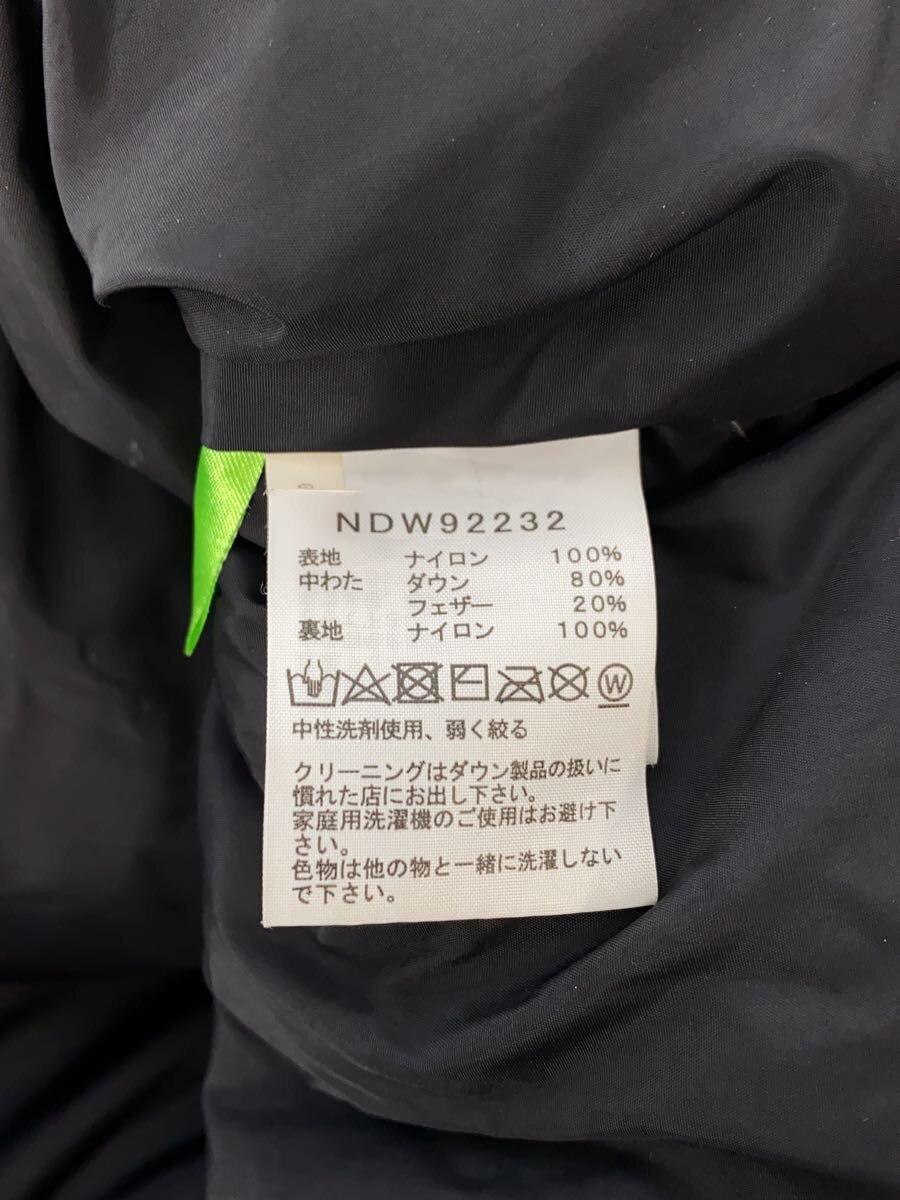 NDW92232
表地 ナイロン 100%
中わた ダウン 80%
フェザー 20%
裏地 ナイロン 100%
W
中性洗剤使用、弱く絞る
クリーニングはダウン製品の扱いに
慣れた店にお出し下さい。
家庭用洗濯機のご使用はお避け下
さい。
色物は他の物と一緒に洗濯しない
で下さい。